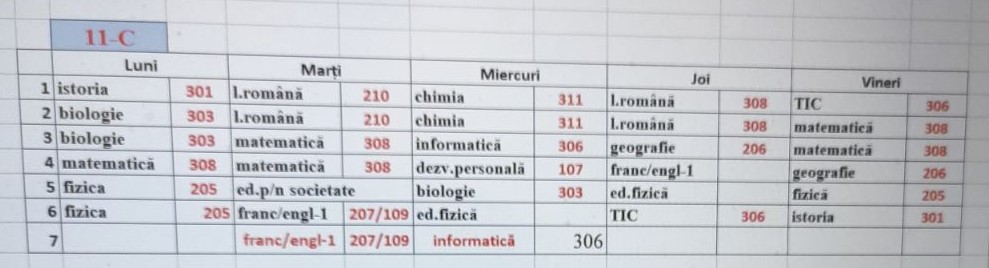 11-C
Luni Marți Miercuri Joi Vineri
1 istoria 301 l.română 210 chimia 311 l.română 308 TIC 306
2 biologie 303 l.română 210 chimia 311 l.română 308 matematică 308
3 biologie 303 matematică 308 informatică 306 geografie 206 matematică 308
4 matematică 308 matematică 308 dezv.personală 107 franc/engl-1 geografie 206
5 fizica 205 ed.p/n societate biologie 303 ed.fizică fizică 205
6 fizica 205 franc/engl-1 207/109 ed.fizică TIC 306 istoria 301
7 franc/engl-1 207/109 informatică 306